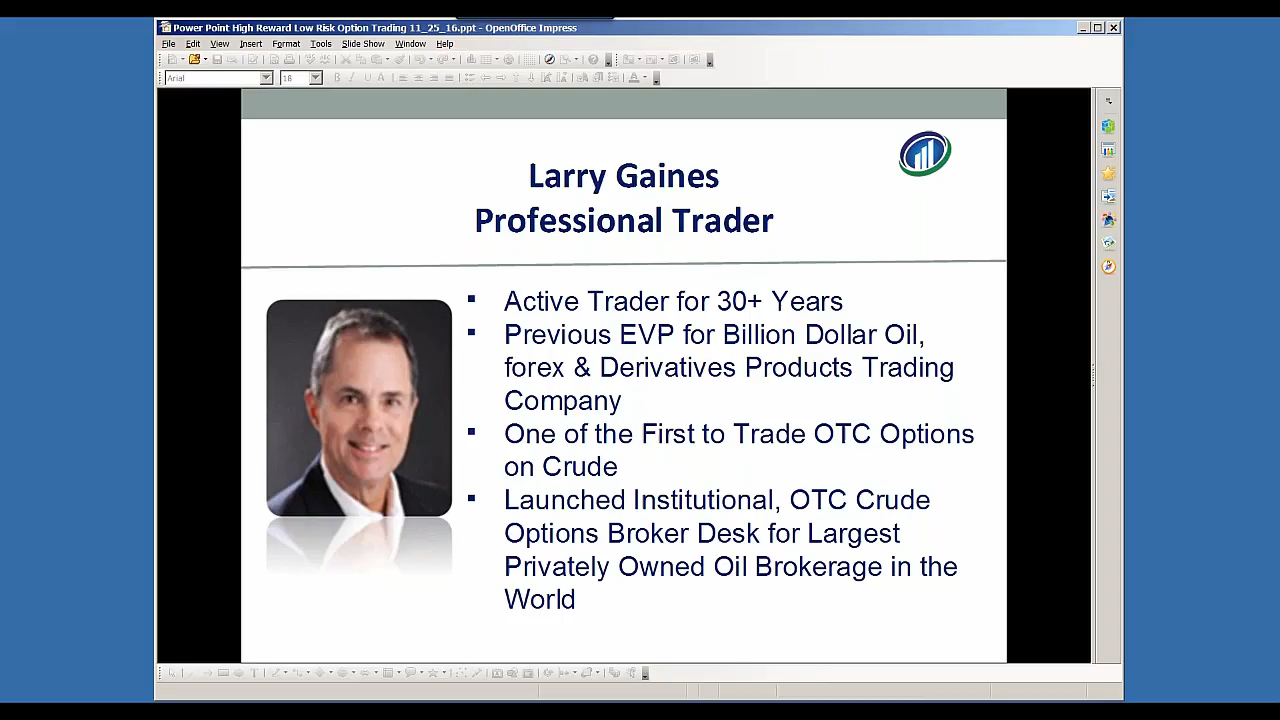 Power Point High Reward Low Risk Option Trading 11_25_16.ppt - OpenOffice Impress
File Edit View Insert Format Tools Slide Show Window Help
Arial 18
Larry Gaines
Professional Trader
Active Trader for 30+ Years
Previous EVP for Billion Dollar Oil,
forex & Derivatives Products Trading
Company
One of the First to Trade OTC Options
on Crude
Launched Institutional, OTC Crude
Options Broker Desk for Largest
Privately Owned Oil Brokerage in the
World